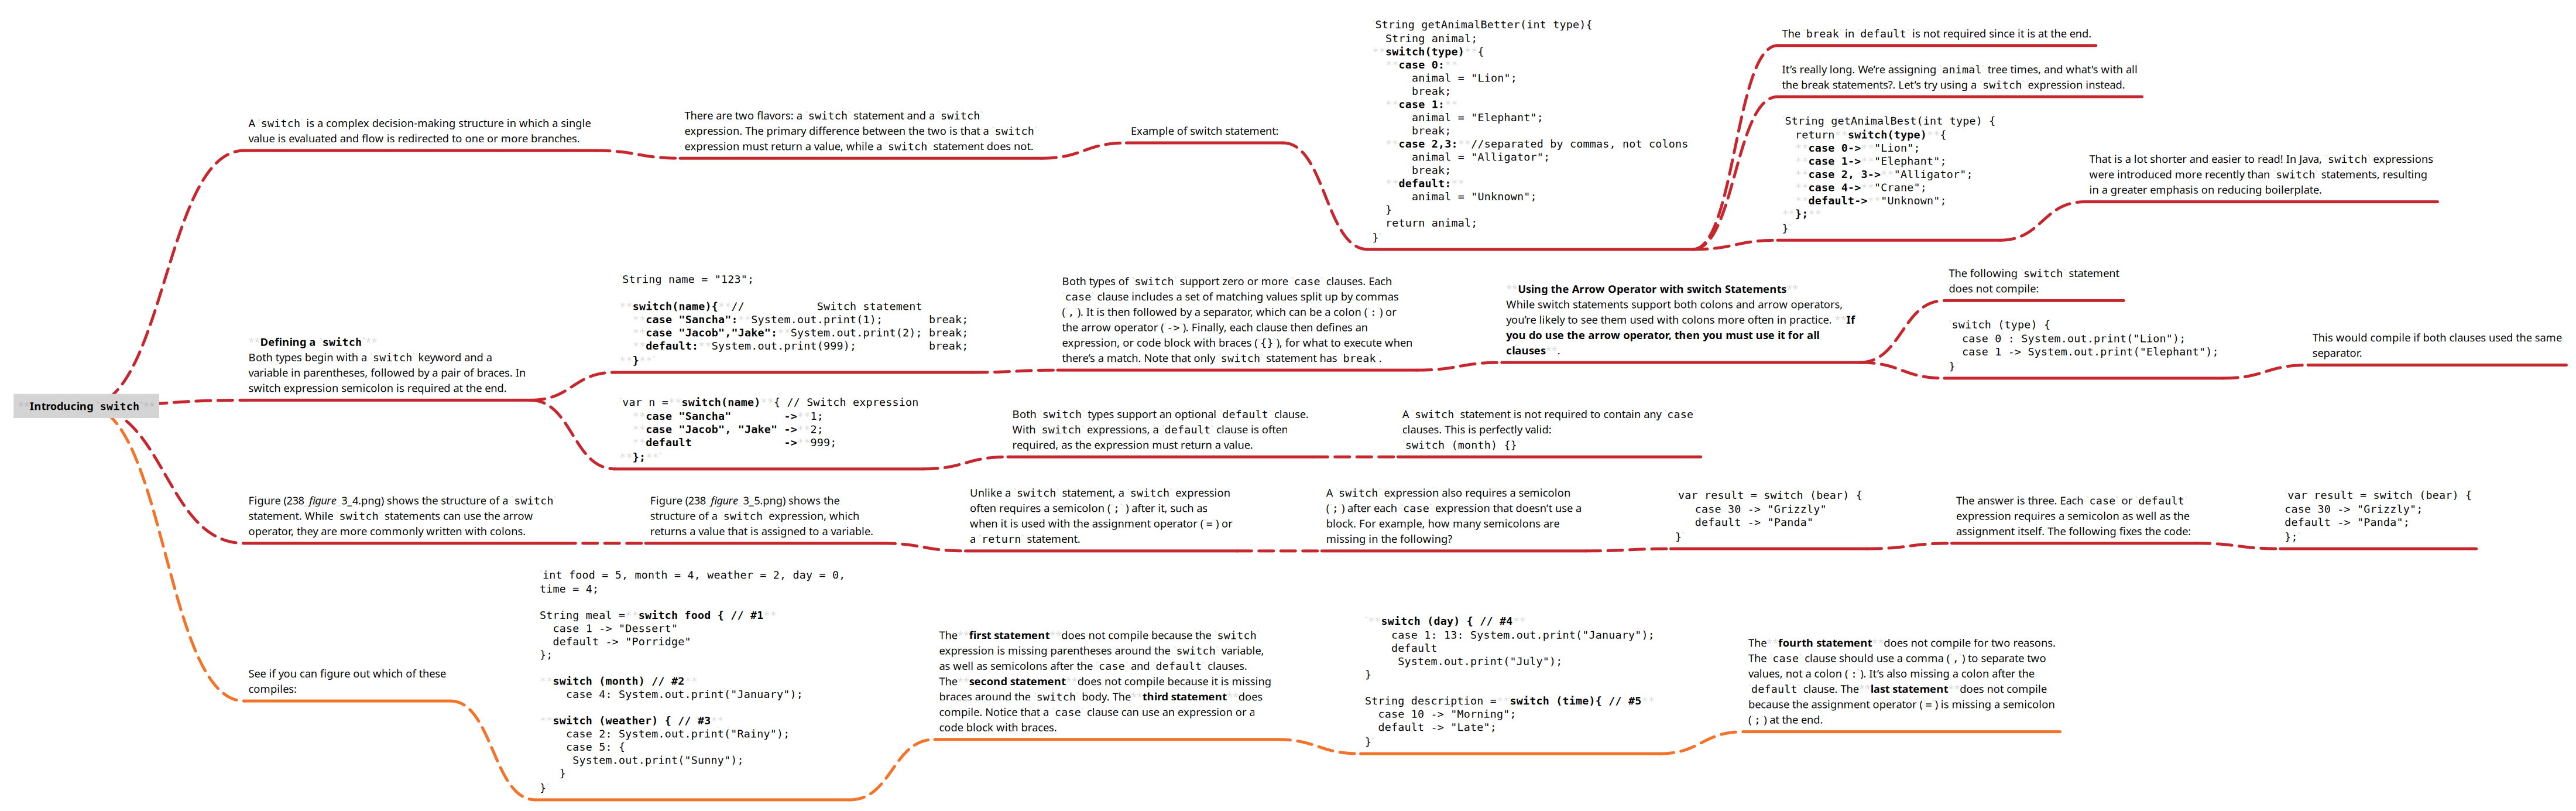 Introducing switch
A switch is a complex decision-making structure in which a single
value is evaluated and flow is redirected to one or more branches.
There are two flavors: a switch statement and a switch
expression. The primary difference between the two is that a switch
expression must return a value, while a switch statement does not.
Example of switch statement:
String getAnimalBetter(int type){
String animal;
**switch(type)**{
**case 0:**
animal = "Lion";
break;
**case 1:**
animal = "Elephant";
break;
**case 2,3:**//separated by commas, not colons
animal = "Alligator";
break;
**default:**
animal = "Unknown";
}
return animal;
}
The break in default is not required since it is at the end.
It's really long. We're assigning animal tree times, and what's with all
the break statements?. Let's try using a switch expression instead.
String getAnimalBest(int type) {
return**switch(type)**{
**case 0->**"Lion";
**case 1->**"Elephant";
**case 2, 3->**"Alligator";
**case 4->**"Crane";
**default->**"Unknown";
**};**
}
That is a lot shorter and easier to read! In Java, switch expressions
were introduced more recently than switch statements, resulting
in a greater emphasis on reducing boilerplate.
**Defining a switch**
Both types begin with a switch keyword and a
variable in parentheses, followed by a pair of braces. In
switch expression semicolon is required at the end.
String name = "123";
**switch(name){**// Switch statement
**case "Sancha":**System.out.print(1); break;
**case "Jacob","Jake":**System.out.print(2); break;
**default:**System.out.print(999); break;
**}**
Both types of switch support zero or more case clauses. Each
case clause includes a set of matching values split up by commas
( , ). It is then followed by a separator, which can be a colon ( : ) or
the arrow operator ( -> ). Finally, each clause then defines an
expression, or code block with braces ( {} ), for what to execute when
there's a match. Note that only switch statement has break .
**Using the Arrow Operator with switch Statements**
While switch statements support both colons and arrow operators,
you're likely to see them used with colons more often in practice. **If
you do use the arrow operator, then you must use it for all
clauses**.
The following switch statement
does not compile:
switch (type) {
case 0 : System.out.print("Lion");
case 1 -> System.out.print("Elephant");
}
This would compile if both clauses used the same
separator.
var n =**switch(name)**{ // Switch expression
**case "Sancha" ->**1;
**case "Jacob", "Jake" ->**2;
**default ->**999;
**};**
Both switch types support an optional default clause.
With switch expressions, a default clause is often
required, as the expression must return a value.
A switch statement is not required to contain any case
clauses. This is perfectly valid:
switch (month) {}
Figure (238 figure 3_4.png) shows the structure of a switch
statement. While switch statements can use the arrow
operator, they are more commonly written with colons.
Figure (238 figure 3_5.png) shows the
structure of a switch expression, which
returns a value that is assigned to a variable.
Unlike a switch statement, a switch expression
often requires a semicolon ( ; ) after it, such as
when it is used with the assignment operator ( = ) or
a return statement.
A switch expression also requires a semicolon
( ; ) after each case expression that doesn't use a
block. For example, how many semicolons are
missing in the following?
var result = switch (bear) {
case 30 -> "Grizzly"
default -> "Panda"
}
The answer is three. Each case or default
expression requires a semicolon as well as the
assignment itself. The following fixes the code:
var result = switch (bear) {
case 30 -> "Grizzly";
default -> "Panda";
};
See if you can figure out which of these
compiles:
int food = 5, month = 4, weather = 2, day = 0,
time = 4;
String meal =**switch food { // #1**
case 1 -> "Dessert"
default -> "Porridge"
};
**switch (month) // #2**
case 4: System.out.print("January");
**switch (weather) { // #3**
case 2: System.out.print("Rainy");
case 5: {
System.out.print("Sunny");
}
}
The**first statement**does not compile because the switch
expression is missing parentheses around the switch variable,
as well as semicolons after the case and default clauses.
The**second statement**does not compile because it is missing
braces around the switch body. The**third statement**does
compile. Notice that a case clause can use an expression or a
code block with braces.
**switch (day) { // #4**
case 1: 13: System.out.print("January");
default
System.out.print("July");
}
String description =**switch (time){ // #5**
case 10 -> "Morning";
default -> "Late";
}
The**fourth statement**does not compile for two reasons.
The case clause should use a comma ( , ) to separate two
values, not a colon ( : ). It's also missing a colon after the
default clause. The**last statement**does not compile
because the assignment operator ( = ) is missing a semicolon
( ; ) at the end.